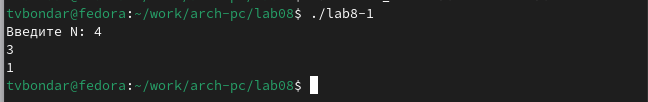 tvbondar@fedora:~/work/arch-pc/lab08$ ./lab8-1
Введите N: 4
3
1
tvbondar@fedora:~/work/arch-pc/lab08$